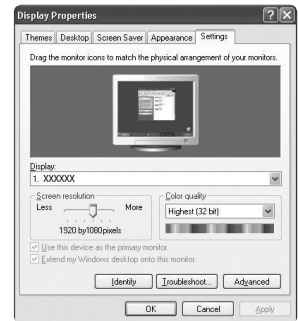 Display Properties
Themes Desktop Screen Saver Appearance Settings
Drag the monitor icons to match the physical arrangement of your monitors.
Display:
1. XXXXXX
Screen resolution
Less More
1920 by1080pixels
Color quality
Highest (32 bit)
Use this device as the primary monitor.
Extend my Windows desktop onto this monitor.
Identify Troubleshoot... Advanced
OK Cancel Apply